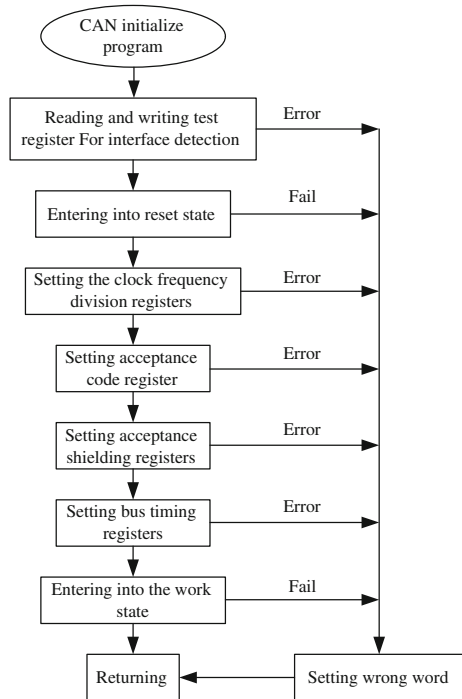 CAN initialize
program
Reading and writing test
register For interface detection
Error
Entering into reset state
Fail
Setting the clock frequency
division registers
Error
Setting acceptance
code register
Error
Setting acceptance
shielding registers
Error
Setting bus timing
registers
Error
Entering into the work
state
Fail
Returning
Setting wrong word